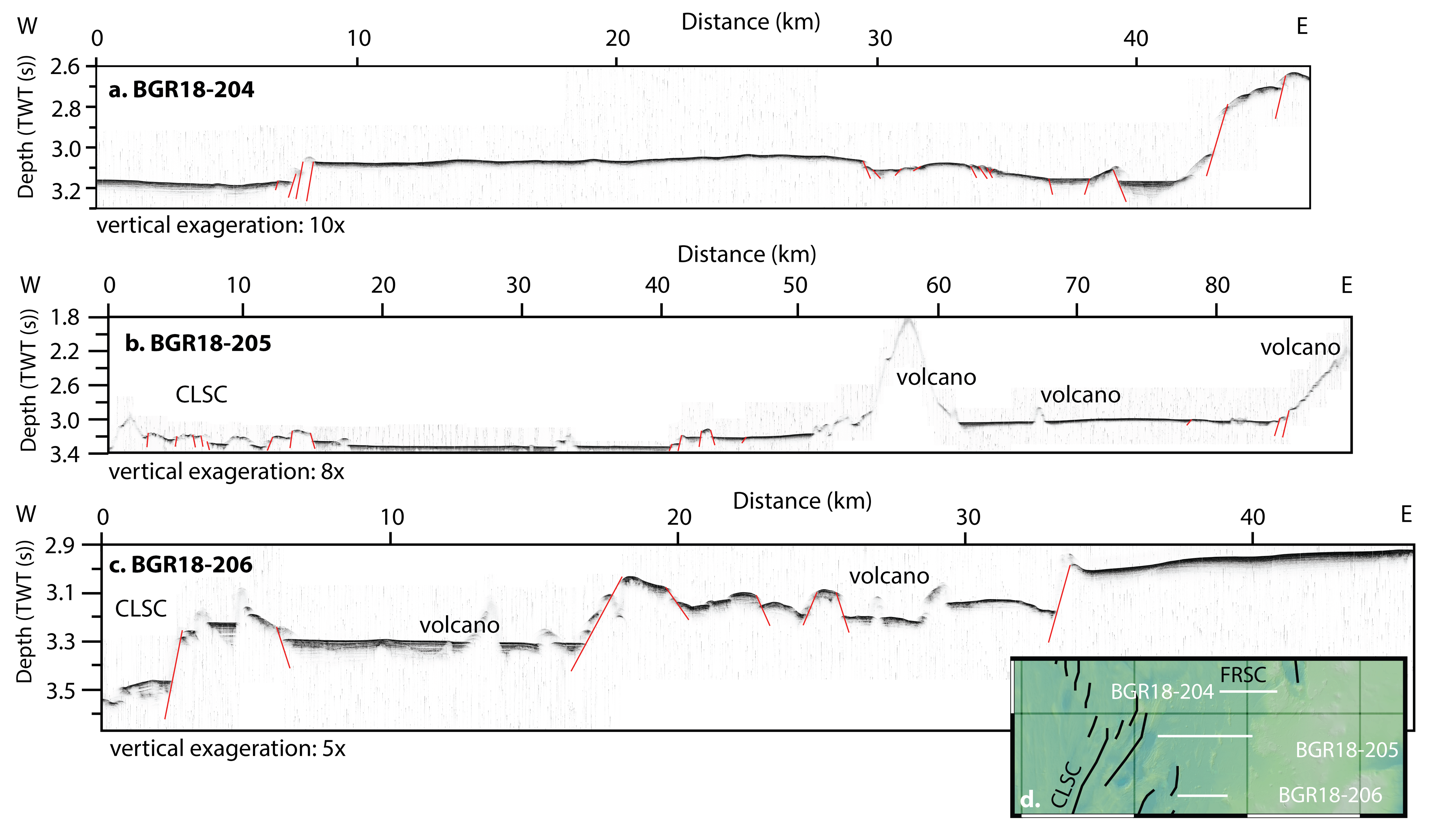 Distance (km)
W
E
0 10 20 30 40
Depth (TWT (s))
2.6
2.8
3.0
3.2
a. BGR18-204
vertical exageration: 10x
Distance (km)
W
E
0 10 20 30 40 50 60 70 80
Depth (TWT (s))
1.8
2.2
2.6
3.0
3.4
b. BGR18-205
CLSC
volcano
volcano
volcano
vertical exageration: 8x
Distance (km)
W
E
0 10 20 30 40
Depth (TWT (s))
2.9
3.1
3.3
3.5
c. BGR18-206
CLSC
volcano
volcano
vertical exageration: 5x
FRSC
BGR18-204
BGR18-205
CLSC
BGR18-206
d.